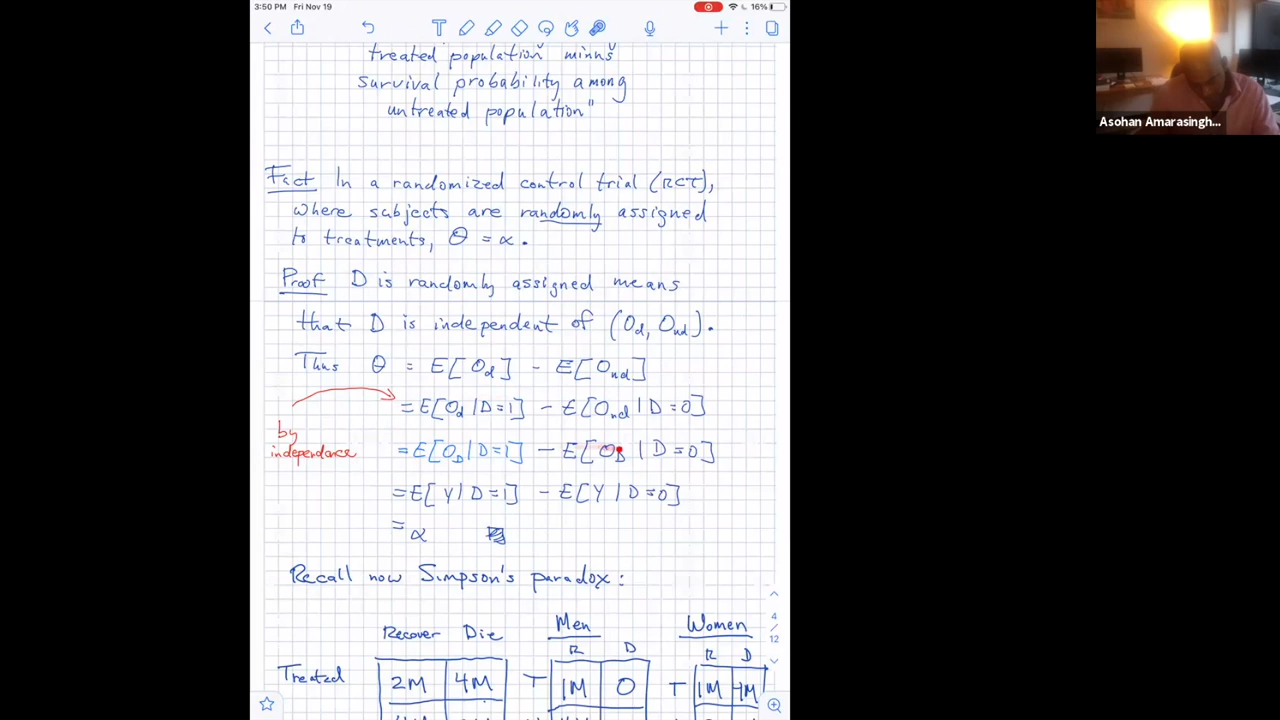 3:50 PM Fri Nov 19
16%
treated population" minus
survival probability among
untreated population"
Fact In a randomized control trial (RCT),
where subjects are randomly assigned
to treatments, θ = α.
Proof D is randomly assigned means
that D is independent of (O_d, O_nd).
Thus θ = E[O_d] - E[O_nd]
= E[O_d | D=1] - E[O_nd | D=0]
by independence
= E[O_D | D=1] - E[O_D | D=0]
= E[Y | D=1] - E[Y | D=0]
= α
Recall now Simpson's paradox:
Men Women
Recover Die R D R D
Treated 2M 4M T 1M 0 T 1M 4M
4
/
12
Asohan Amarasingh...